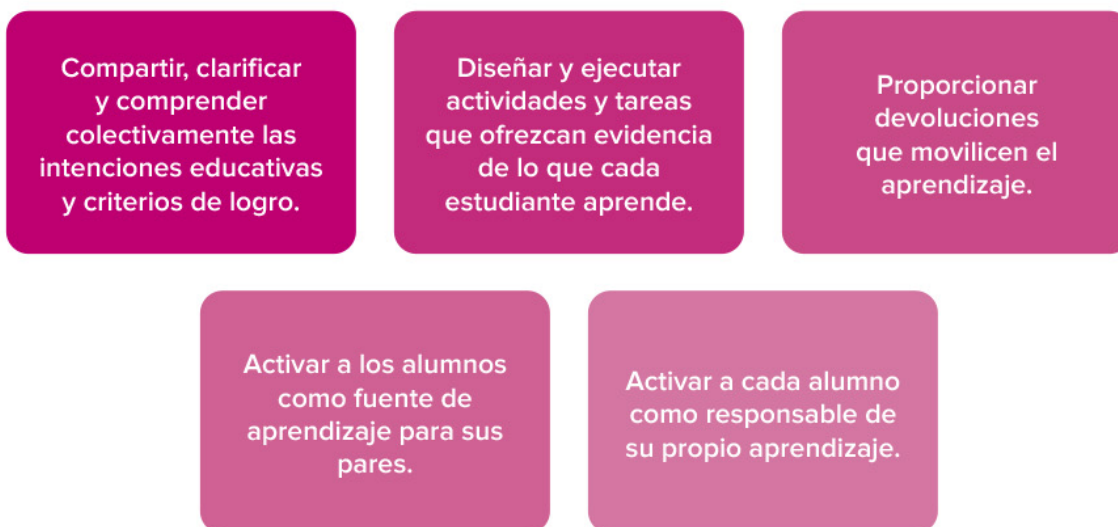 Compartir, clarificar
y comprender
colectivamente las
intenciones educativas
y criterios de logro.
Diseñar y ejecutar
actividades y tareas
que ofrezcan evidencia
de lo que cada
estudiante aprende.
Proporcionar
devoluciones
que movilicen el
aprendizaje.
Activar a los alumnos
como fuente de
aprendizaje para sus
pares.
Activar a cada alumno
como responsable de
su propio aprendizaje.